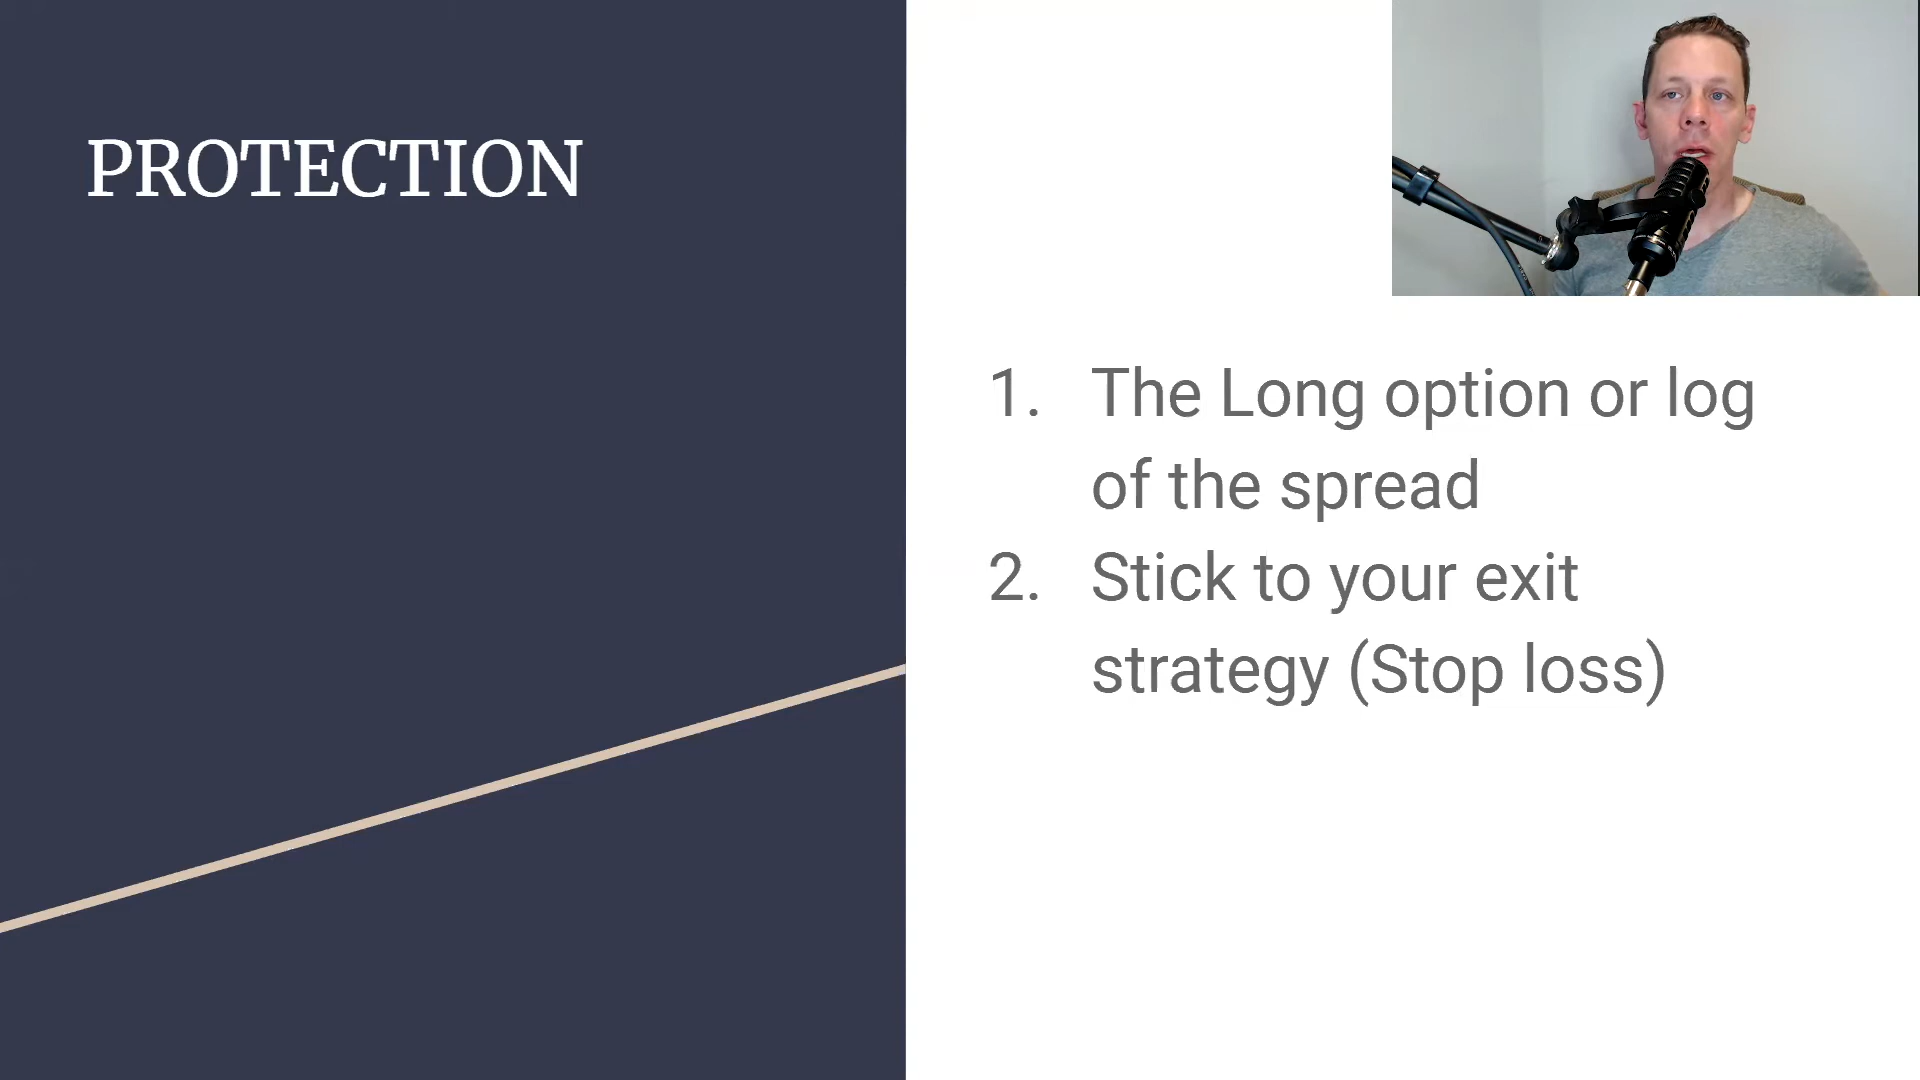 PROTECTION
1. The Long option or log
of the spread
2. Stick to your exit
strategy (Stop loss)